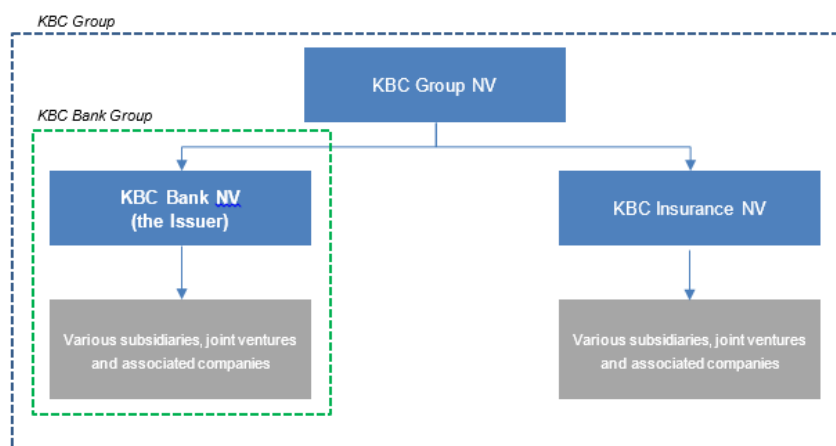 KBC Group
KBC Group NV
KBC Bank Group
KBC Bank NV
(the Issuer)
KBC Insurance NV
Various subsidiaries, joint ventures
and associated companies
Various subsidiaries, joint ventures
and associated companies